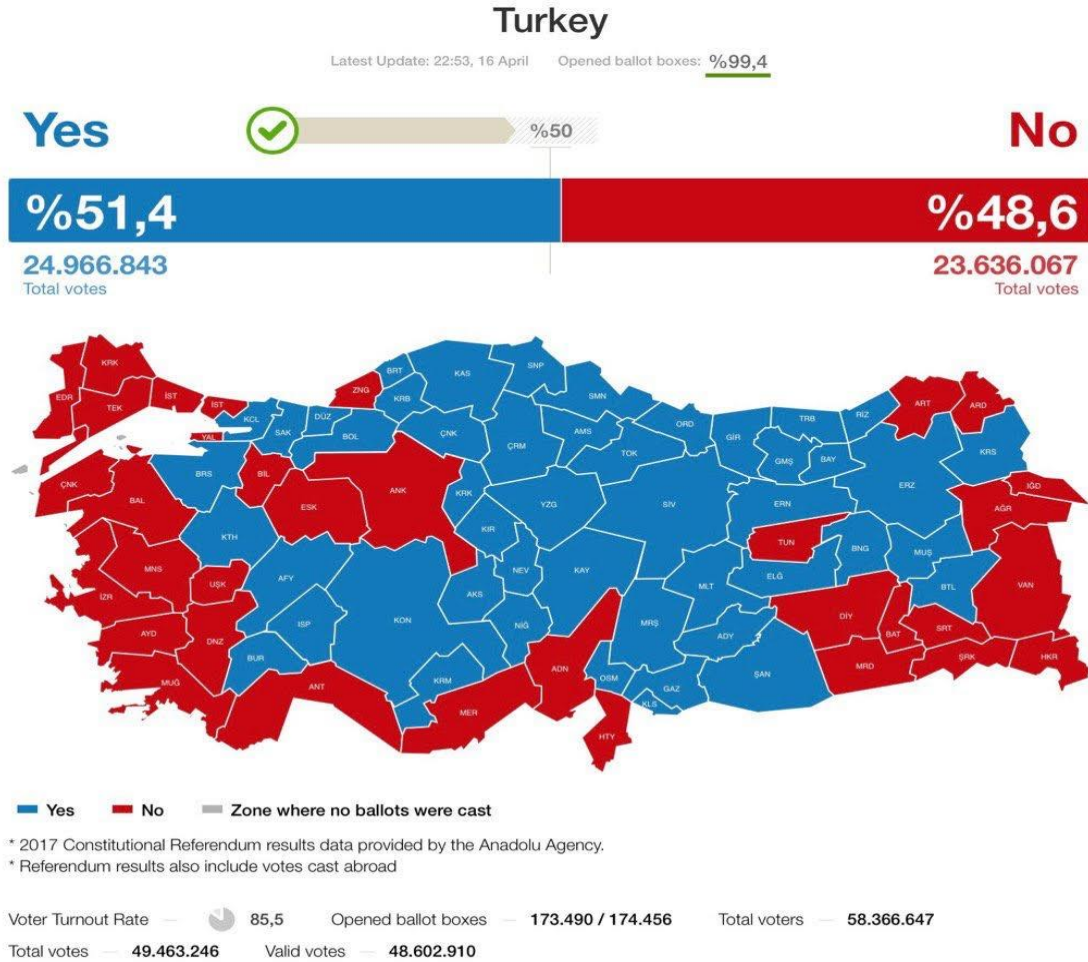 Turkey
Latest Update: 22:53, 16 April Opened ballot boxes: %99,4
Yes %50 No
%51,4 %48,6
24.966.843 23.636.067
Total votes Total votes
KRK
EDR TEK İST İST
YAL KCL SAK DÜZ BOL ZNG BRT KRB KAS SNP
SMN ÇNK ÇRM AMS TOK ORD GİR TRB RİZ ART ARD
GMŞ BAY ERZ KRS IĞD AĞR
ÇNK BAL BRS BİL ESK ANK KRK YZG SİV ERN
KTH KIR TUN BNG MUŞ
MNS UŞK AFY NEV KAY MLT ELĞ BTL VAN
İZR AKS
AYD DNZ ISP KON NİĞ MRŞ ADY DİY BAT SRT
MUĞ BUR KRM ADN OSM GAZ ŞAN MRD ŞRK HKR
ANT MER KLS
HTY
Yes No Zone where no ballots were cast
* 2017 Constitutional Referendum results data provided by the Anadolu Agency.
* Referendum results also include votes cast abroad
Voter Turnout Rate — 85,5 Opened ballot boxes — 173.490 / 174.456 Total voters — 58.366.647
Total votes — 49.463.246 Valid votes — 48.602.910